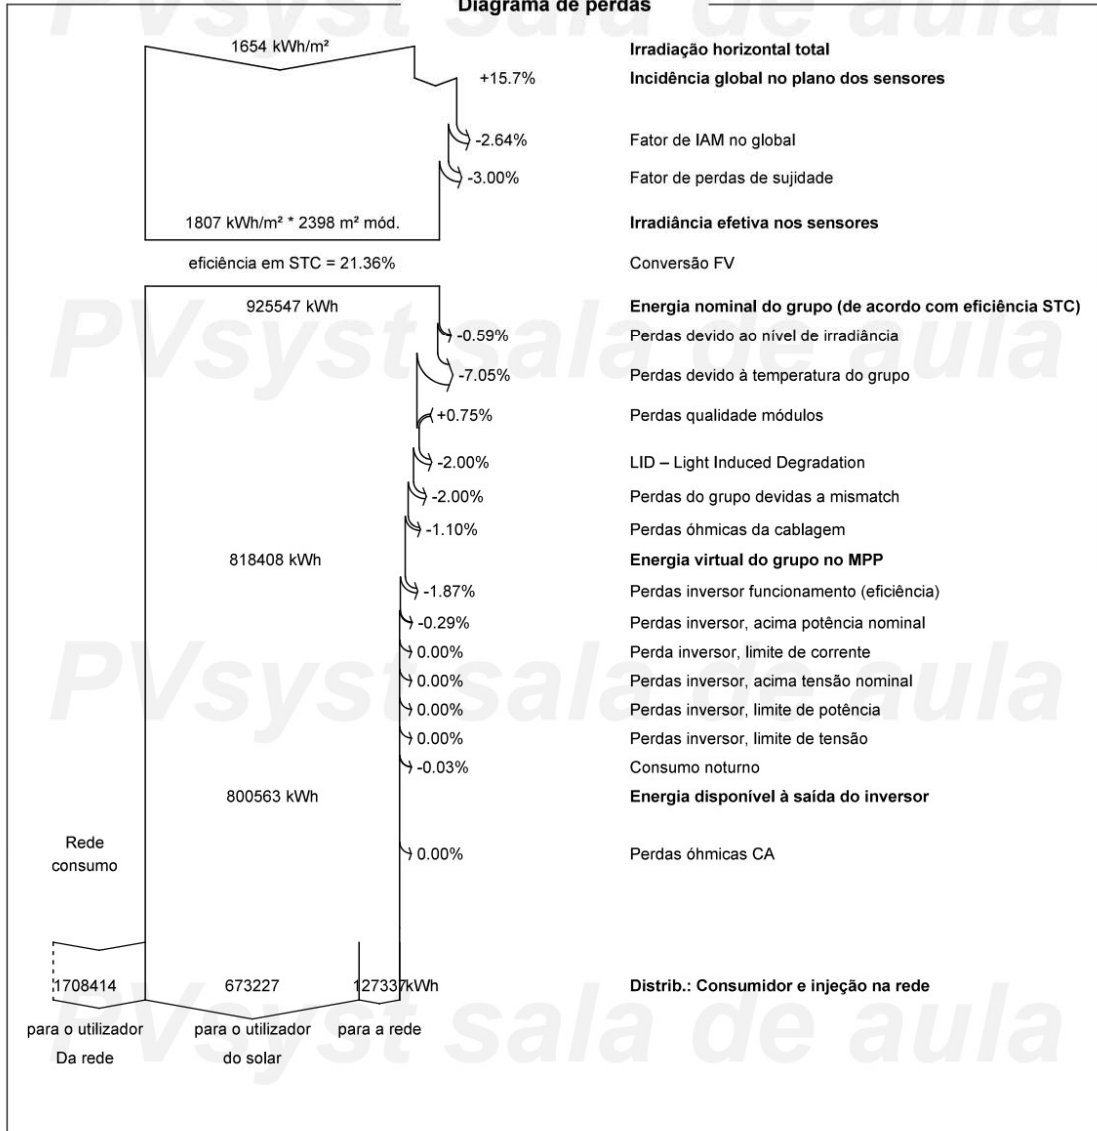 Diagrama de perdas
1654 kWh/m²
Irradiação horizontal total
+15.7%
Incidência global no plano dos sensores
-2.64%
Fator de IAM no global
-3.00%
Fator de perdas de sujidade
1807 kWh/m² * 2398 m² mód.
Irradiância efetiva nos sensores
eficiência em STC = 21.36%
Conversão FV
925547 kWh
Energia nominal do grupo (de acordo com eficiência STC)
-0.59%
Perdas devido ao nível de irradiância
-7.05%
Perdas devido à temperatura do grupo
+0.75%
Perdas qualidade módulos
-2.00%
LID – Light Induced Degradation
-2.00%
Perdas do grupo devidas a mismatch
-1.10%
Perdas óhmicas da cablagem
818408 kWh
Energia virtual do grupo no MPP
-1.87%
Perdas inversor funcionamento (eficiência)
-0.29%
Perdas inversor, acima potência nominal
0.00%
Perda inversor, limite de corrente
0.00%
Perdas inversor, acima tensão nominal
0.00%
Perdas inversor, limite de potência
0.00%
Perdas inversor, limite de tensão
-0.03%
Consumo noturno
800563 kWh
Energia disponível à saída do inversor
Rede
consumo
0.00%
Perdas óhmicas CA
1708414
673227
127337kWh
Distrib.: Consumidor e injeção na rede
para o utilizador
Da rede
para o utilizador
do solar
para a rede
PVsyst sala de aula
PVsyst sala de aula
PVsyst sala de aula
PVsyst sala de aula